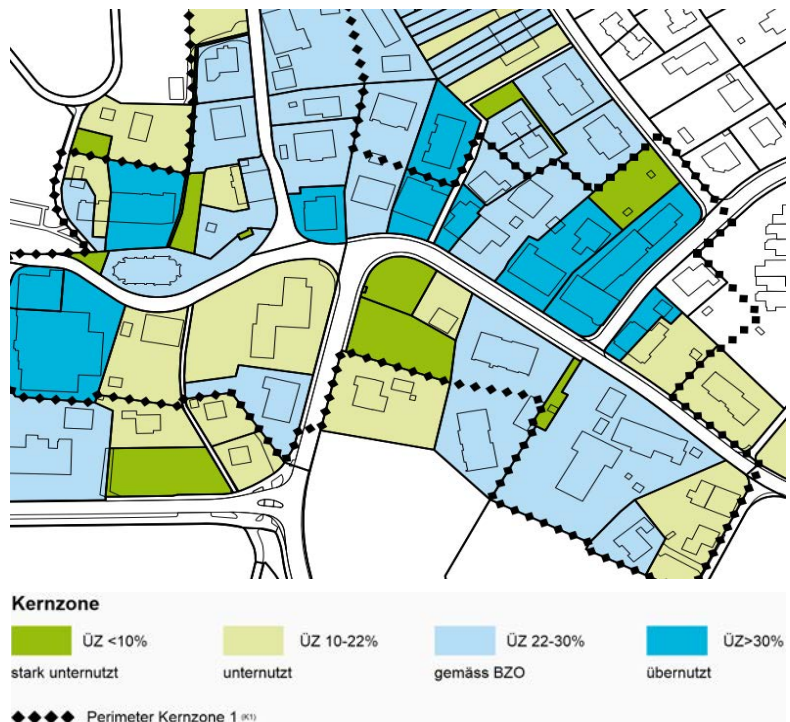 Kernzone
ÜZ <10% ÜZ 10-22% ÜZ 22-30% ÜZ>30%
stark unternutzt unternutzt gemäss BZO übernutzt
Perimeter Kernzone 1 (K1)